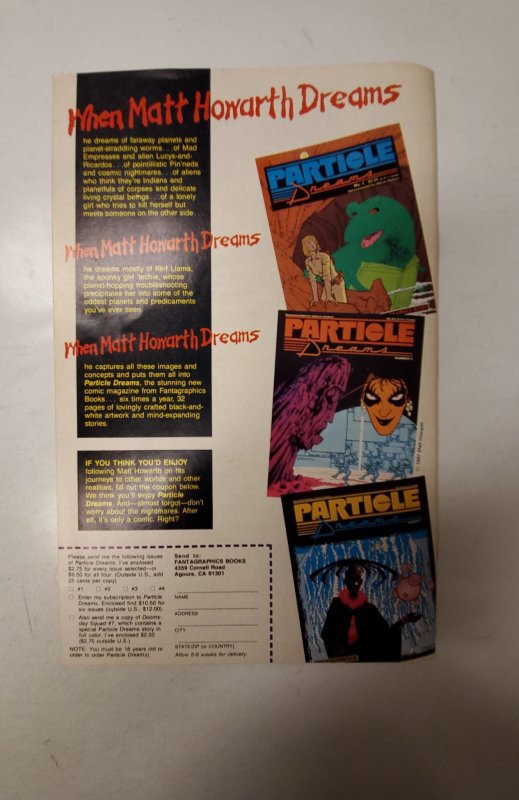 When Matt Howarth Dreams
he dreams of faraway planets and
planet-straddling worms. . .of Mad
Empresses and alien Lucys-and-
Ricardos. . .of pointillistic Pin'neds
and cosmic nightmares. . .of aliens
who think they're Indians and
planetfuls of corpses and delicate
living crystal beings. . .of a lonely
girl who tries to kill herself but
meets someone on the other side.
When Matt Howarth Dreams
he dreams mostly of Keif Llama,
the spunky girl 'techie, whose
planet-hopping troubleshooting
precipitates her into some of the
oddest planets and predicaments
you've ever seen.
When Matt Howarth Dreams
he captures all these images and
concepts and puts them all into
Particle Dreams, the stunning new
comic magazine from Fantagraphics
Books. . . six times a year, 32
pages of lovingly crafted black-and-
white artwork and mind-expanding
stories.
IF YOU THINK YOU'D ENJOY
following Matt Howarth on his
journeys to other worlds and other
realities, fill out the coupon below.
We think you'll enjoy Particle
Dreams. And—almost forgot—don't
worry about the nightmares. After
all, it's only a comic. Right?
Please send me the following issues
of Particle Dreams. I've enclosed
$2.75 for every issue selected—or
$9.50 for all four. (Outside U.S., add
25 cents per copy)
□ #1 □ #2 □ #3 □ #4
□ Enter my subscription to Particle
Dreams. Enclosed find $10.50 for
six issues (outside U.S.: $12.00).
□ Also send me a copy of Dooms-
day Squad #7, which contains a
special Particle Dreams story in
full color. I've enclosed $2.50
($2.75 outside U.S.).
NOTE: You must be 18 years old or
older to order Particle Dreams).
Send to:
FANTAGRAPHICS BOOKS
4359 Cornell Road
Agoura, CA 91301
NAME
ADDRESS
CITY
STATE/ZIP (or COUNTRY)
Allow 6-8 weeks for delivery.
PARTICLE
Dreams
PARTICLE
Dreams
PARTICLE
Dreams